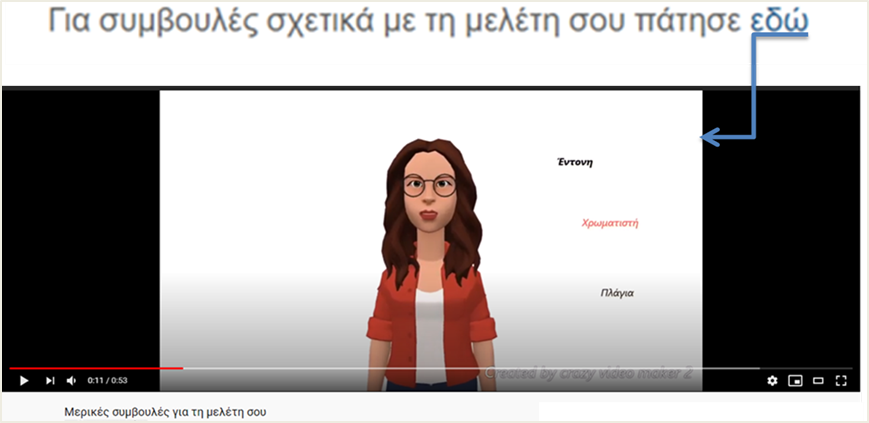 Για συμβουλές σχετικά με τη μελέτη σου πάτησε εδώ
Έντονη
Χρωματιστή
Πλάγια
Created by crazy video maker 2
0:11 / 0:53
Μερικές συμβουλές για τη μελέτη σου